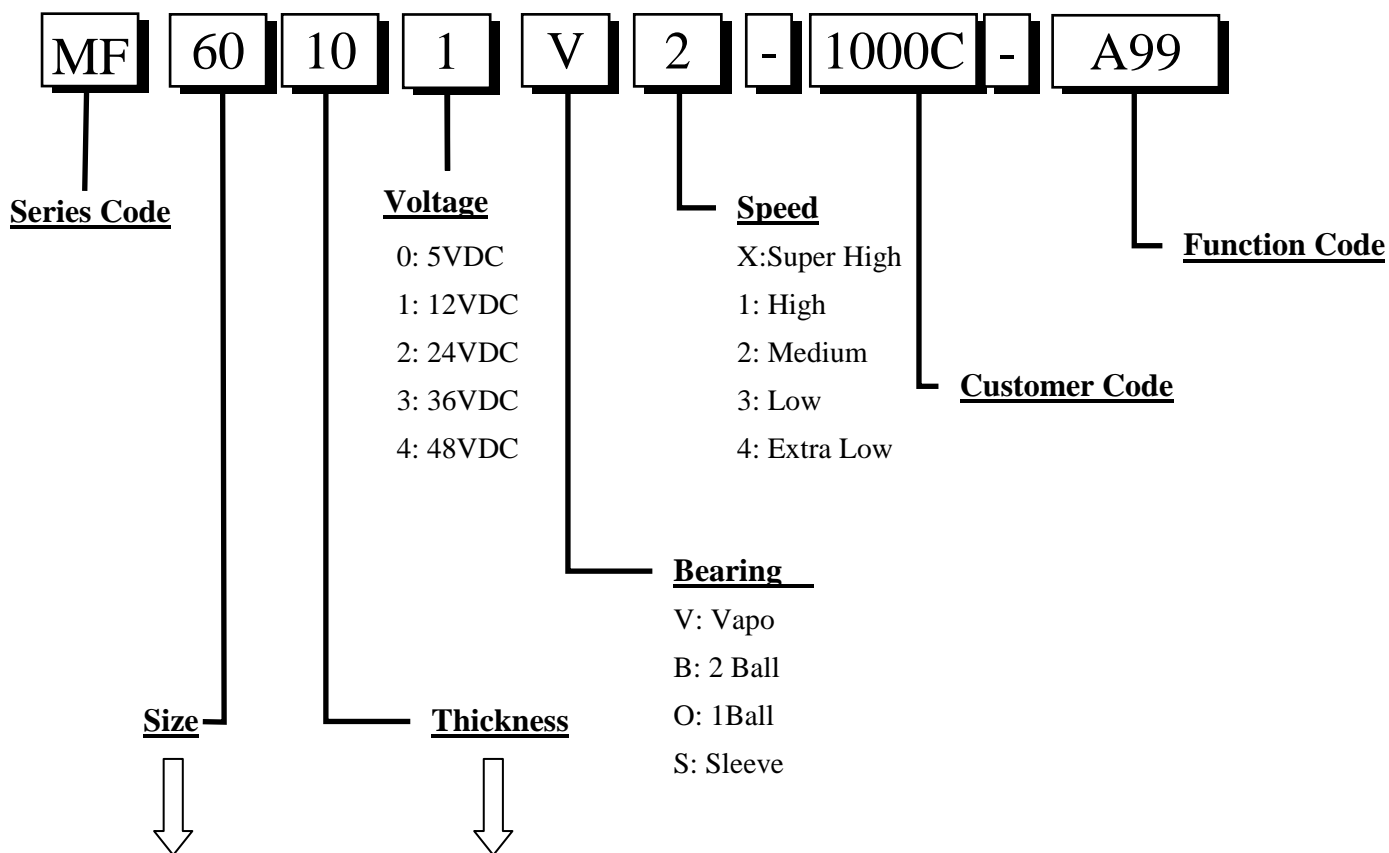 MF 60 10 1 V 2 - 1000C - A99
Series Code
Voltage
0: 5VDC
1: 12VDC
2: 24VDC
3: 36VDC
4: 48VDC
Speed
X:Super High
1: High
2: Medium
3: Low
4: Extra Low
Function Code
Customer Code
Bearing
V: Vapo
B: 2 Ball
O: 1Ball
S: Sleeve
Size
Thickness